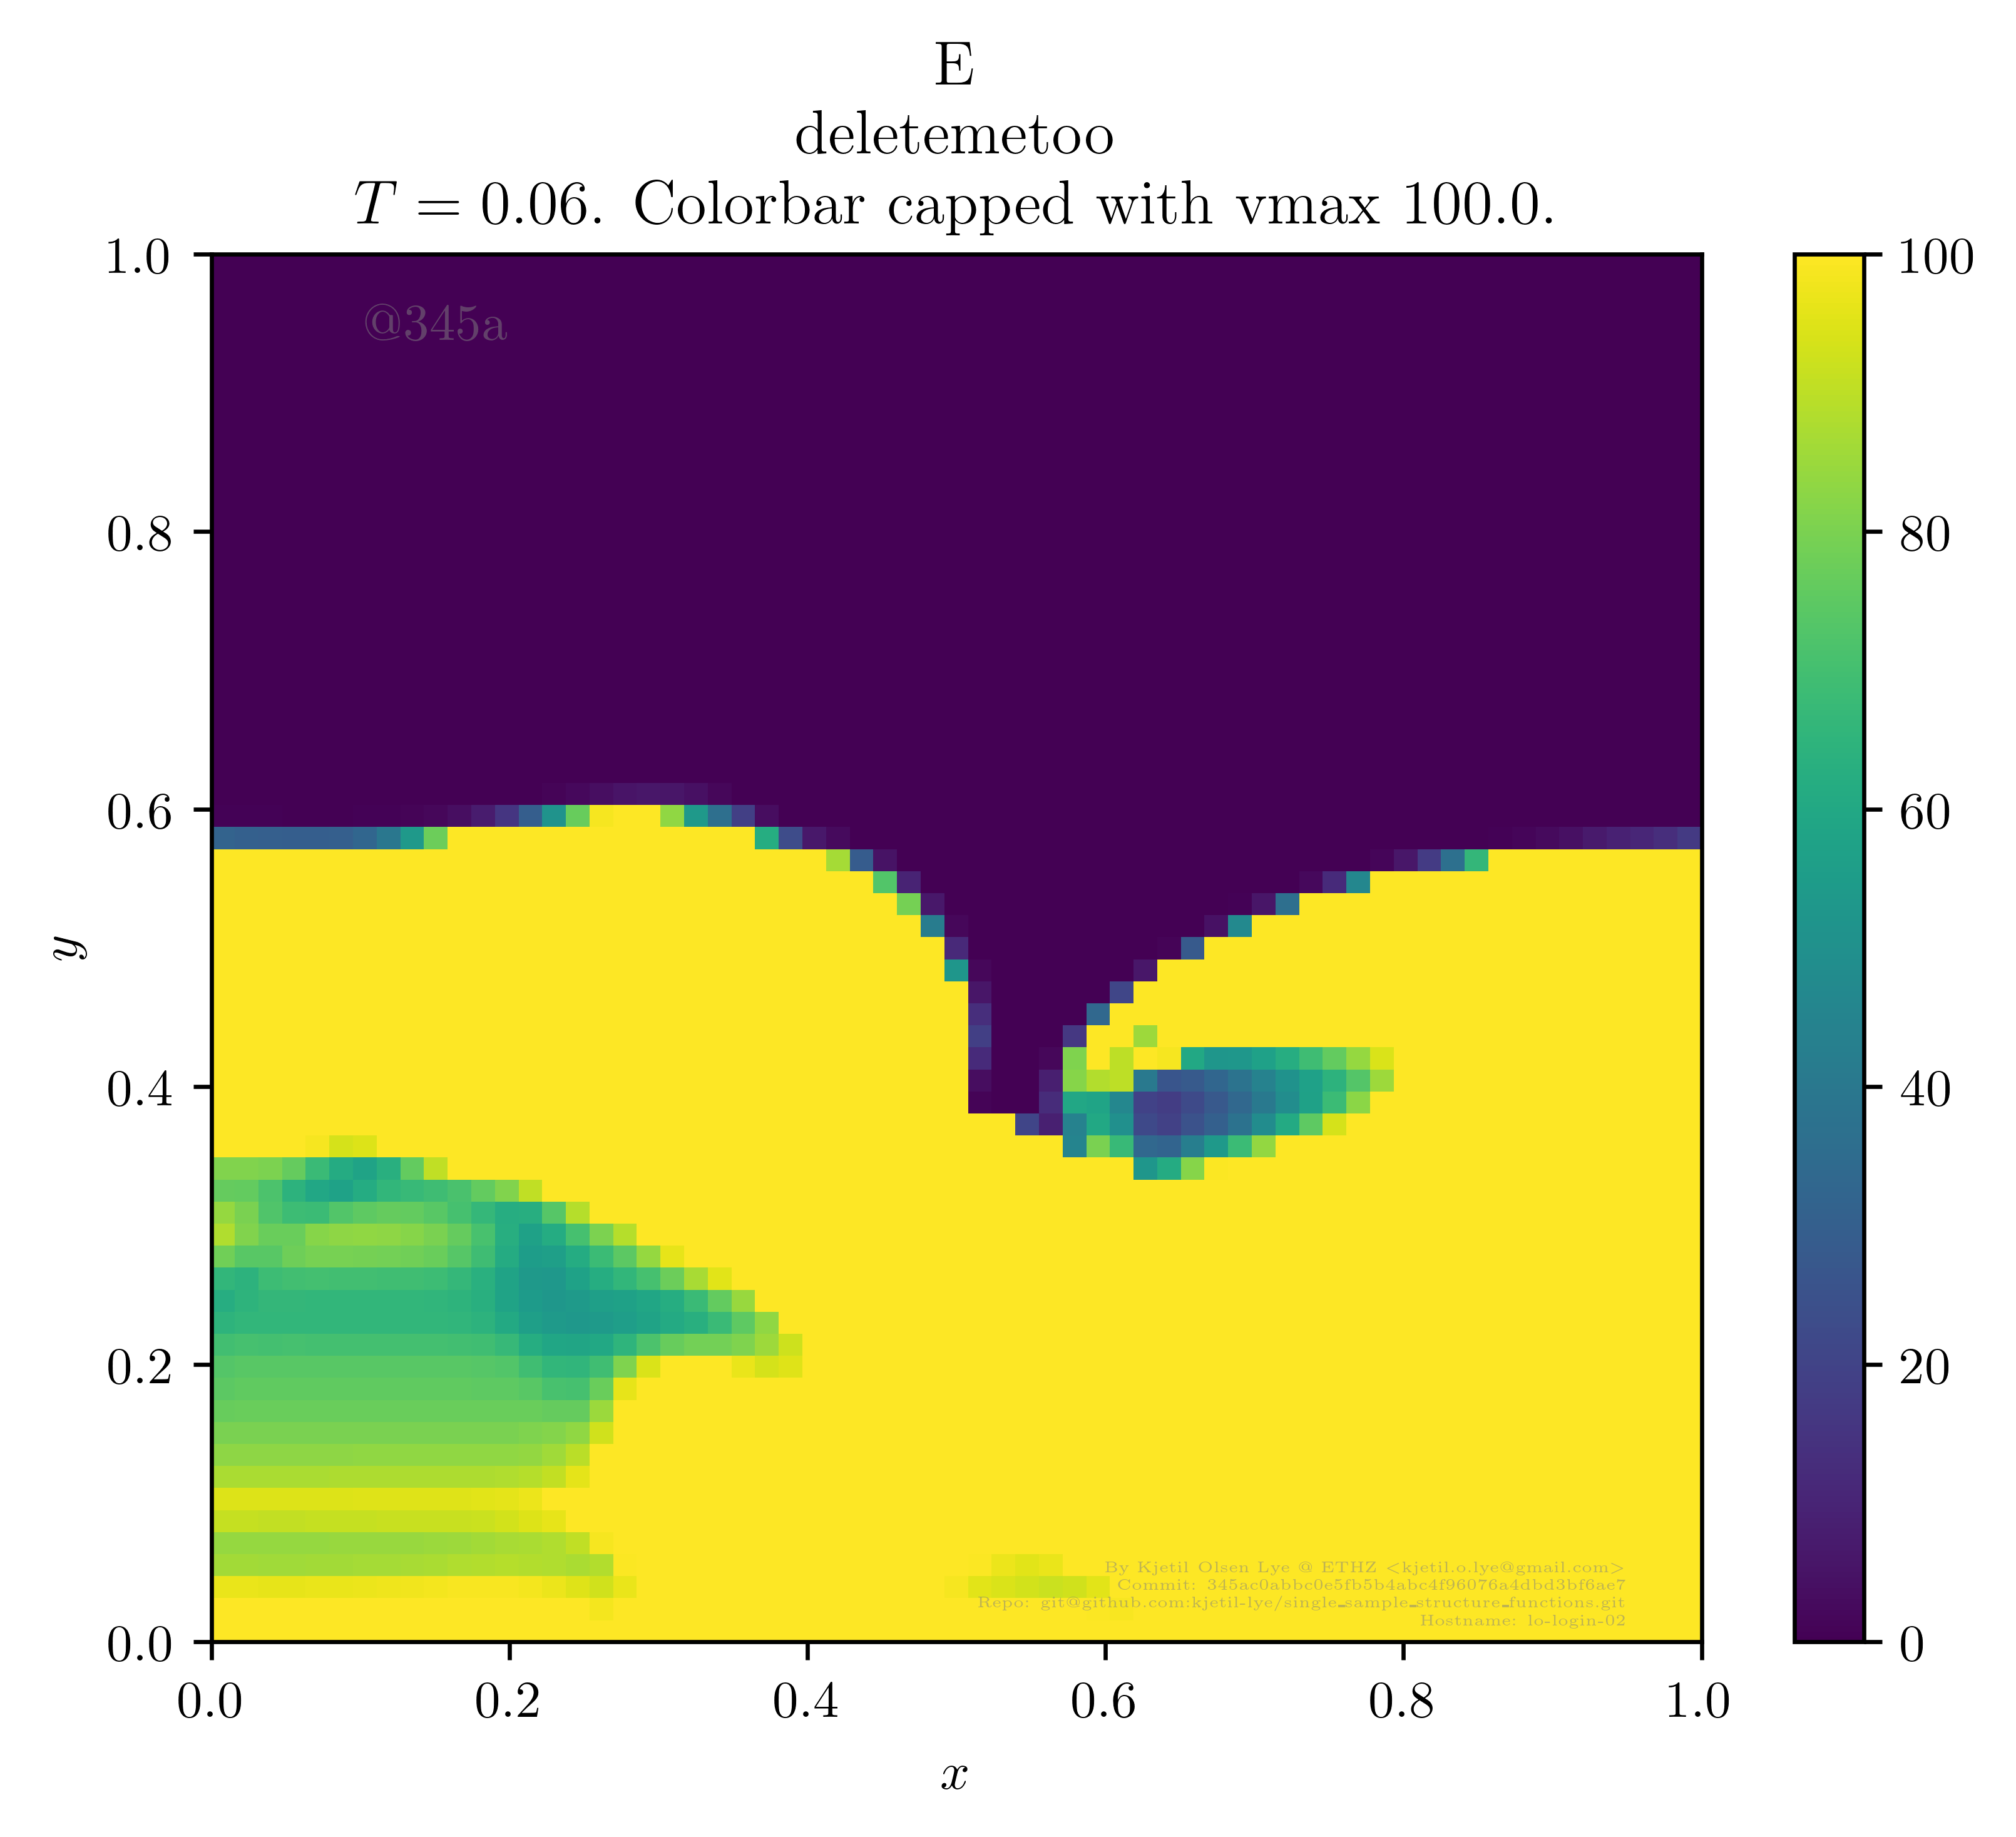 E
deletemetoo
T = 0.06. Colorbar capped with vmax 100.0.
@345a
1.0
0.8
0.6
0.4
0.2
0.0
y
0.0 0.2 0.4 0.6 0.8 1.0
x
100
80
60
40
20
0
By Kjetil Olsen Lye @ ETHZ <kjetil.o.lye@gmail.com>
Commit: 345ac0abbc0e5fb5b4abc4f96076a4dbd3bf6ae7
Repo: git@github.com:kjetil-lye/single_sample_structure_functions.git
Hostname: lo-login-02